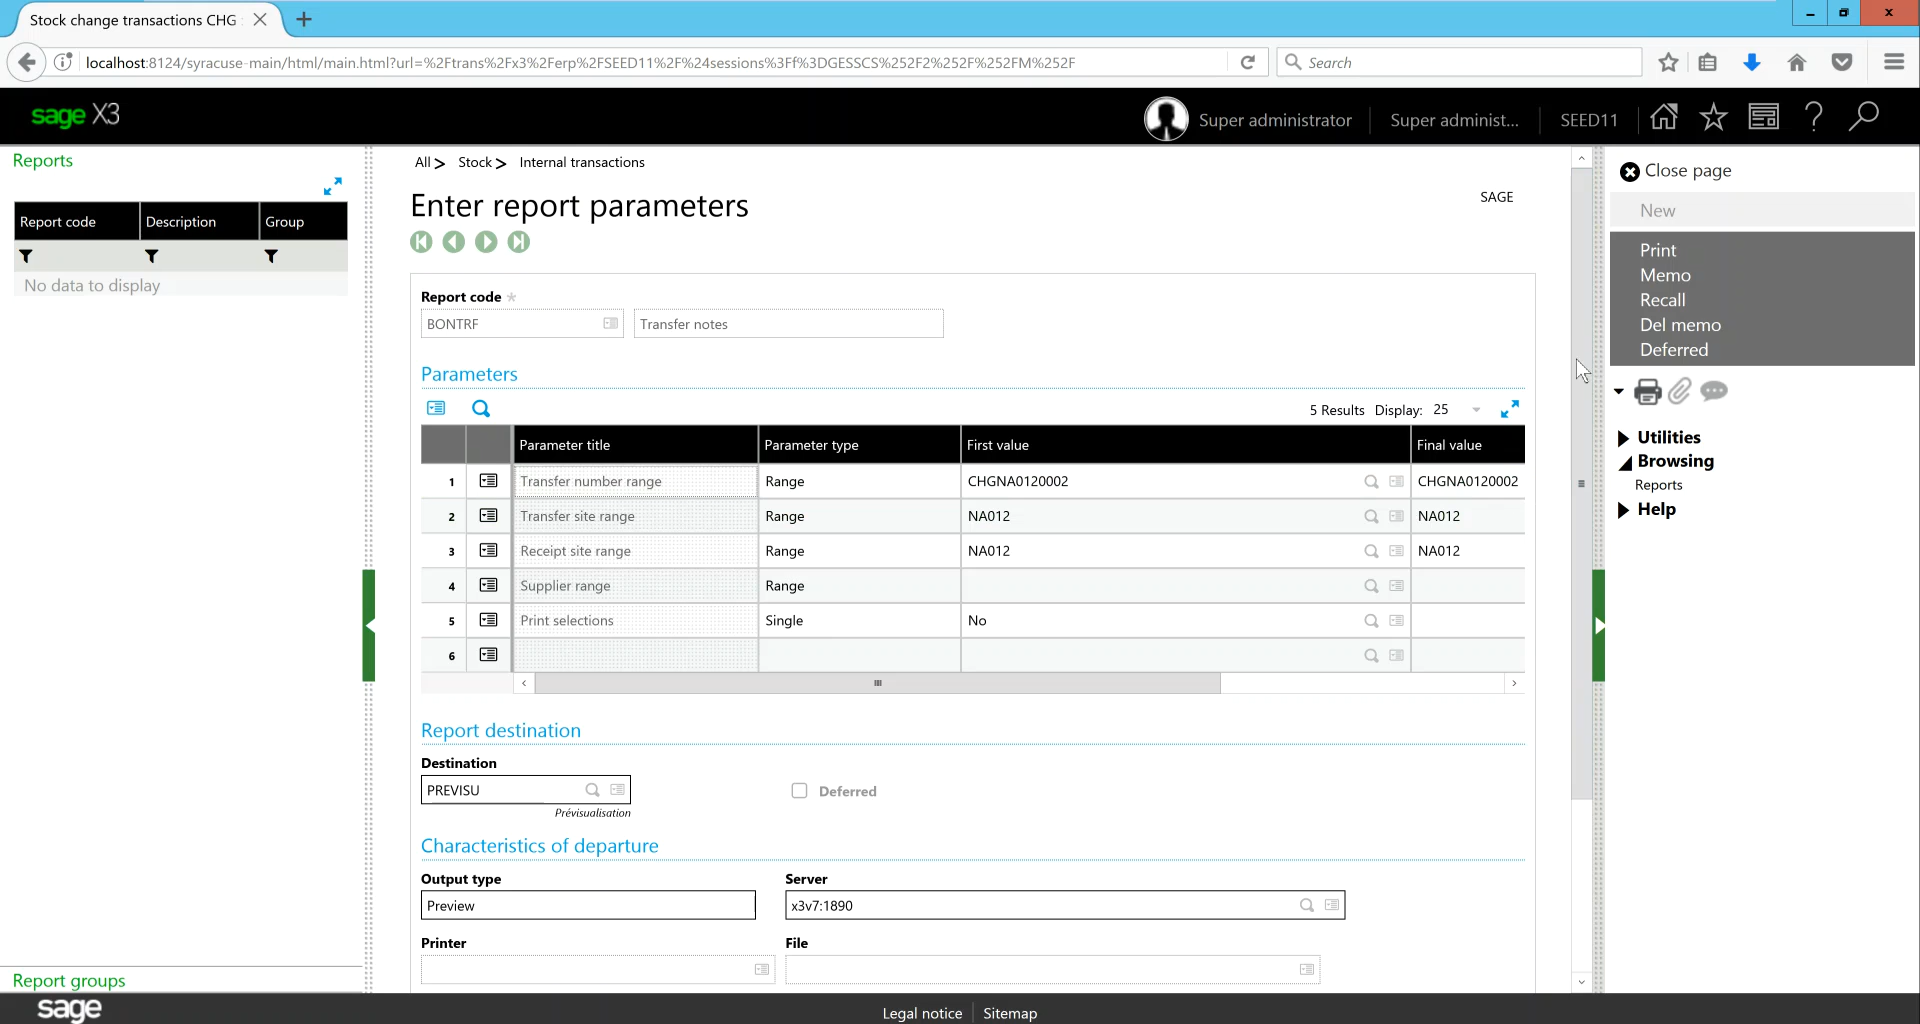 Stock change transactions CHG
localhost:8124/syracuse-main/html/main.html?url=%2Ftrans%2Fx3%2Ferp%2FSEED11%2F%24sessions%3Ff%3DGESSCS%252F2%252F%252FM%252F
Search
sage X3
Super administrator
Super administ...
SEED11
Reports
Report code
Description
Group
No data to display
Report groups
All > Stock > Internal transactions
Enter report parameters
SAGE
Report code *
BONTRF
Transfer notes
Parameters
5 Results Display: 25
Parameter title
Parameter type
First value
Final value
1 Transfer number range Range CHGNA0120002 CHGNA0120002
2 Transfer site range Range NA012 NA012
3 Receipt site range Range NA012 NA012
4 Supplier range Range
5 Print selections Single No
6
Report destination
Destination
PREVISU
Prévisualisation
Deferred
Characteristics of departure
Output type
Server
Preview
x3v7:1890
Printer
File
Close page
New
Print
Memo
Recall
Del memo
Deferred
Utilities
Browsing
Reports
Help
sage
Legal notice
Sitemap